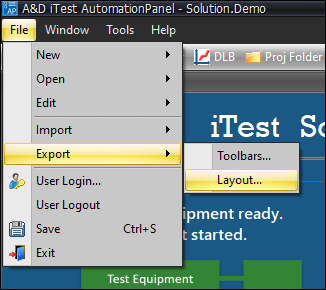 A&D iTest AutomationPanel - Solution.Demo
File Window Tools Help
DLB Proj Folder
New
Open
Edit
Import
Export
User Login...
User Logout
Save Ctrl+S
Exit
Toolbars...
Layout...
iTest
ipment ready.
t started.
Test Equipment